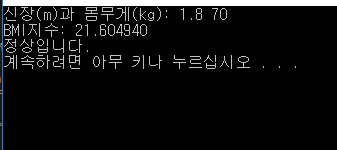 신장(m)과 몸무게(kg): 1.8 70
BMI지수: 21.604940
정상입니다.
계속하려면 아무 키나 누르십시오 . . .